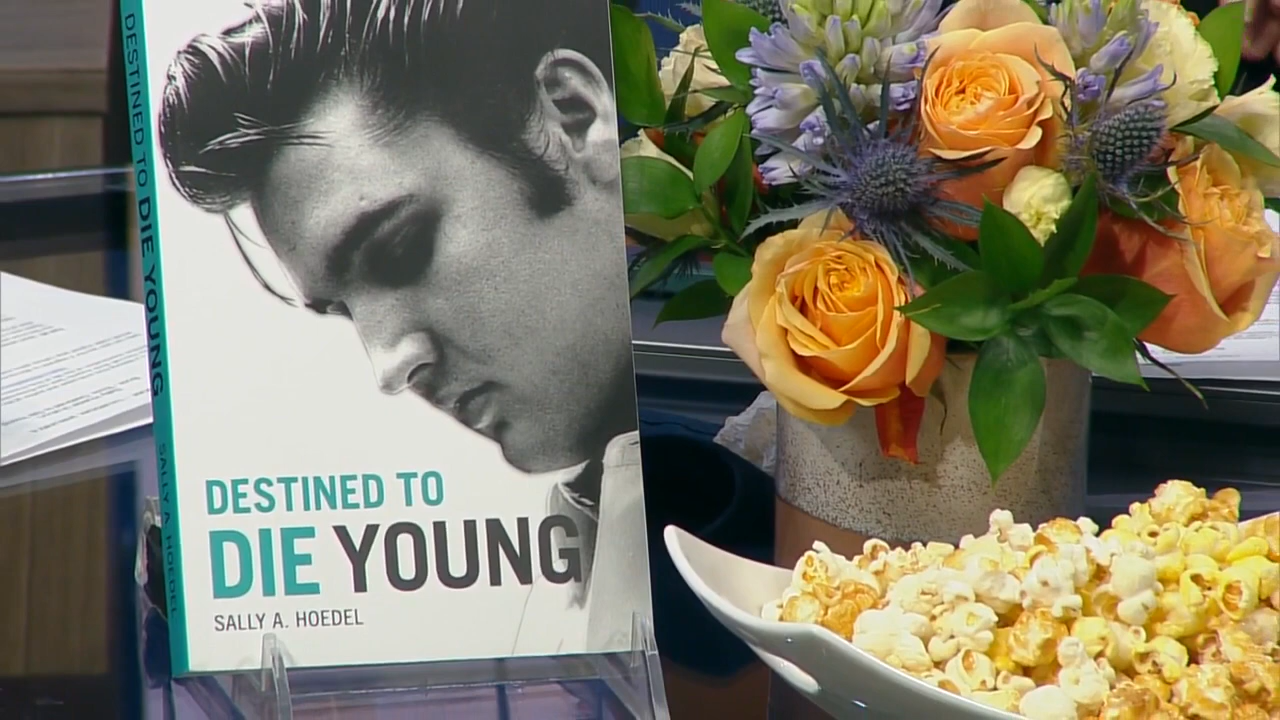 DESTINED TO DIE YOUNG
SALLY A. HOEDEL
DESTINED TO
DIE YOUNG
SALLY A. HOEDEL